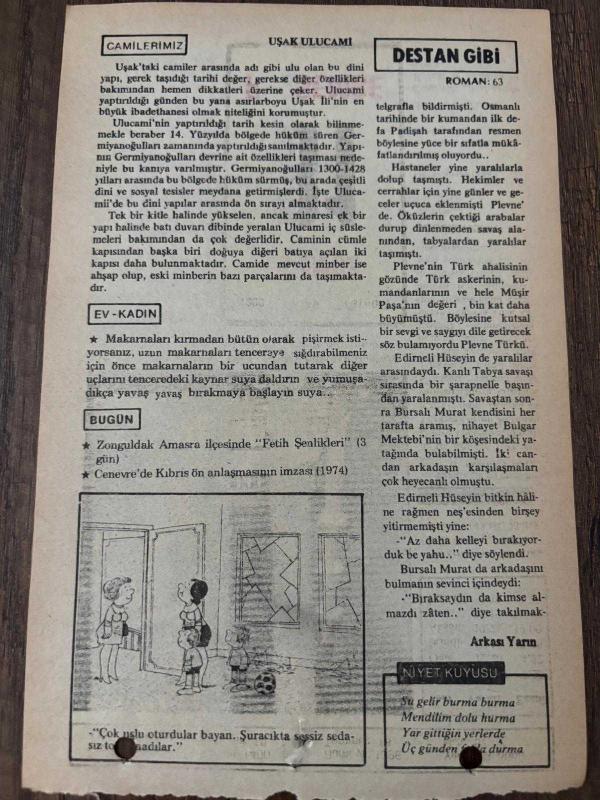 CAMİLERİMİZ
UŞAK ULUCAMİ
Uşak'taki camiler arasında adı gibi ulu olan bu dini
yapı, gerek taşıdığı tarihi değer, gerekse diğer özellikleri
bakımından hemen dikkatleri üzerine çeker. Ulucami
yaptırıldığı günden bu yana asırlarboyu Uşak İli'nin en
büyük ibadethanesi olmak niteliğini korumuştur.
Ulucami'nin yaptırıldığı tarih kesin olarak bilinme-
mekle beraber 14. Yüzyılda bölgede hüküm süren Ger-
miyanoğulları zamanında yaptırıldığı sanılmaktadır. Yapı-
nın Germiyanoğulları devrine ait özellikleri taşıması nede-
niyle bu kanıya varılmıştır. Germiyanoğulları 1300-1428
yılları arasında bu bölgede hüküm sürmüş, bu arada çeşitli
dini ve sosyal tesisler meydana getirmişlerdi. İşte Uluca-
mii'de bu dini yapılar arasında ön sırayı almaktadır.
Tek bir kitle halinde yükselen, ancak minaresi ek bir
yapı halinde batı duvarı dibinde yeralan Ulucami iç süsle-
meleri bakımından da çok değerlidir. Caminin cümle
kapısından başka biri doğuya diğeri batıya açılan iki
kapısı daha bulunmaktadır. Camide mevcut minber ise
ahşap olup, eski minberin bazı parçalarını da taşımakta-
dır.
EV - KADIN
★ Makarnaları kırmadan bütün olarak pişirmek isti-
yorsanız, uzun makarnaları tencereye sığdırabilmeniz
için önce makarnaların bir ucundan tutarak diğer
uçlarını tenceredeki kaynar suya daldırın ve yumuşa-
dıkça yavaş yavaş bırakmaya başlayın suya..
BUGÜN
★ Zonguldak Amasra ilçesinde "Fetih Şenlikleri" (3
gün)
★ Cenevre'de Kıbrıs ön anlaşmasının imzası (1974)
-"Çok uslu oturdular bayan. Şuracıkta sessiz seda-
sız
DESTAN GİBİ
ROMAN: 63
telgrafla bildirmişti. Osmanlı
tarihinde bir kumandan ilk de-
fa Padişah tarafından resmen
böylesine yüce bir sıfatla mükâ-
fatlandırılmış oluyordu..
Hastaneler yine yaralılarla
dolup taşmıştı. Hekimler ve
cerrahlar için yine günler ve ge-
celer uçuca eklenmişti Plevne'
de. Öküzlerin çektiği arabalar
durup dinlenmeden savaş ala-
nından, tabyalardan yaralılar
taşımıştı.
Plevne'nin Türk ahalisinin
gözünde Türk askerinin, ku-
mandanlarının ve hele Müşir
Paşa'nın değeri , bin kat daha
büyümüştü. Böylesine kutsal
bir sevgi ve saygıyı dile getirecek
söz bulamıyordu Plevne Türkü.
Edirneli Hüseyin de yaralılar
arasındaydı. Kanlı Tabya savaşı
sırasında bir şarapnelle başın-
dan yaralanmıştı. Savaştan son-
ra Bursalı Murat kendisini her
tarafta aramış, nihayet Bulgar
Mektebi'nin bir köşesindeki ya-
tağında bulabilmişti. İki can-
dan arkadaşın karşılaşmaları
çok heyecanlı olmuştu.
Edirneli Hüseyin bitkin hâli-
ne rağmen neş'esinden birşey
yitirmemişti yine:
-"Az daha kelleyi bırakıyor-
duk be yahu.." diye söylendi.
Bursalı Murat da arkadaşını
bulmanın sevinci içindeydi:
-"Bıraksaydın da kimse al-
mazdı zâten.." diye takılmak-
Arkası Yarın
NİYET KUYUSU
Su gelir burma burma
Mendilim dolu hurma
Yar gittiğin yerlerde
Üç günden fazla durma